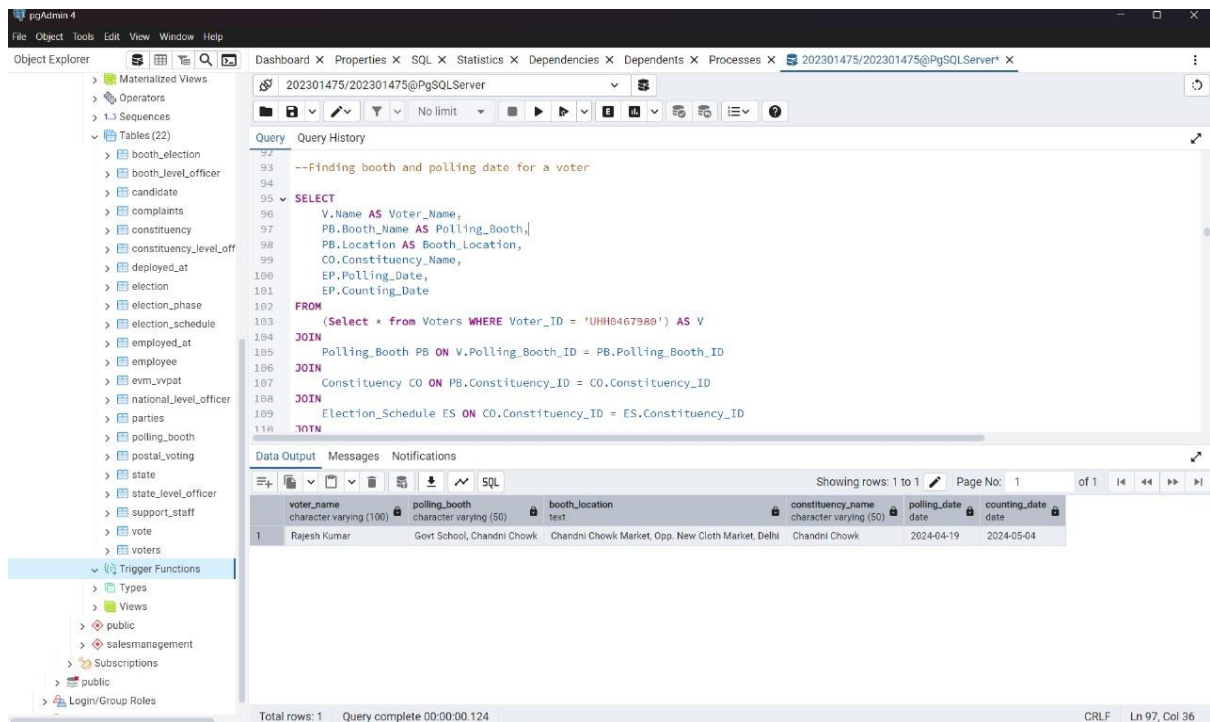 pgAdmin 4
File Object Tools Edit View Window Help
Object Explorer
Dashboard X Properties X SQL X Statistics X Dependencies X Dependents X Processes X 202301475/202301475@PgSQLServer* X
Materialized Views
Operators
1..3 Sequences
Tables (22)
booth_election
booth_level_officer
candidate
complaints
constituency
constituency_level_off
deployed_at
election
election_phase
election_schedule
employed_at
employee
evm_vvpat
national_level_officer
parties
polling_booth
postal_voting
state
state_level_officer
support_staff
vote
voters
Trigger Functions
Types
Views
public
salesmanagement
Subscriptions
public
Login/Group Roles
202301475/202301475@PgSQLServer
No limit
Query Query History
92
93 --Finding booth and polling date for a voter
94
95 SELECT
96 V.Name AS Voter_Name,
97 PB.Booth_Name AS Polling_Booth,
98 PB.Location AS Booth_Location,
99 CO.Constituency_Name,
100 EP.Polling_Date,
101 EP.Counting_Date
102 FROM
103 (Select * from Voters WHERE Voter_ID = 'UHH0467980') AS V
104 JOIN
105 Polling_Booth PB ON V.Polling_Booth_ID = PB.Polling_Booth_ID
106 JOIN
107 Constituency CO ON PB.Constituency_ID = CO.Constituency_ID
108 JOIN
109 Election_Schedule ES ON CO.Constituency_ID = ES.Constituency_ID
110 JOIN
Data Output Messages Notifications
SQL Showing rows: 1 to 1 Page No: 1 of 1
voter_name polling_booth booth_location constituency_name polling_date counting_date
character varying (100) character varying (50) text character varying (50) date date
1 Rajesh Kumar Govt School, Chandni Chowk Chandni Chowk Market, Opp. New Cloth Market, Delhi Chandni Chowk 2024-04-19 2024-05-04
Total rows: 1 Query complete 00:00:00.124 CRLF Ln 97, Col 36